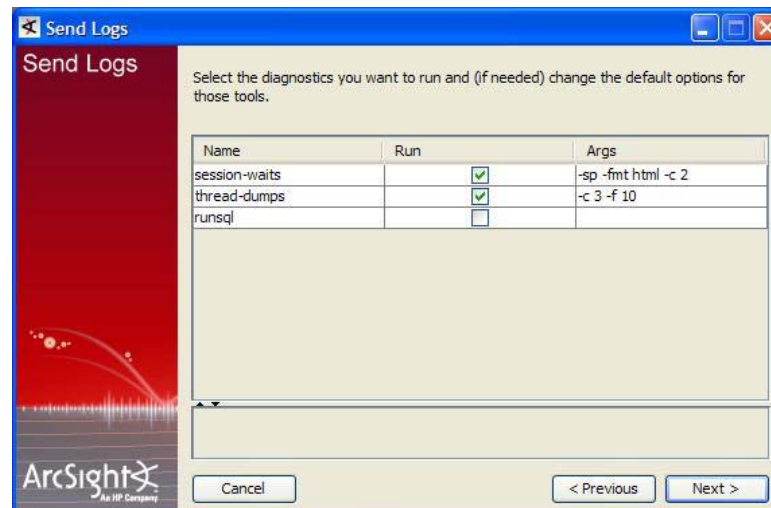 Send Logs
Send Logs
Select the diagnostics you want to run and (if needed) change the default options for
those tools.
Name Run Args
session-waits -sp -fmt html -c 2
thread-dumps -c 3 -f 10
runsql
ArcSight
An HP Company
Cancel < Previous Next >